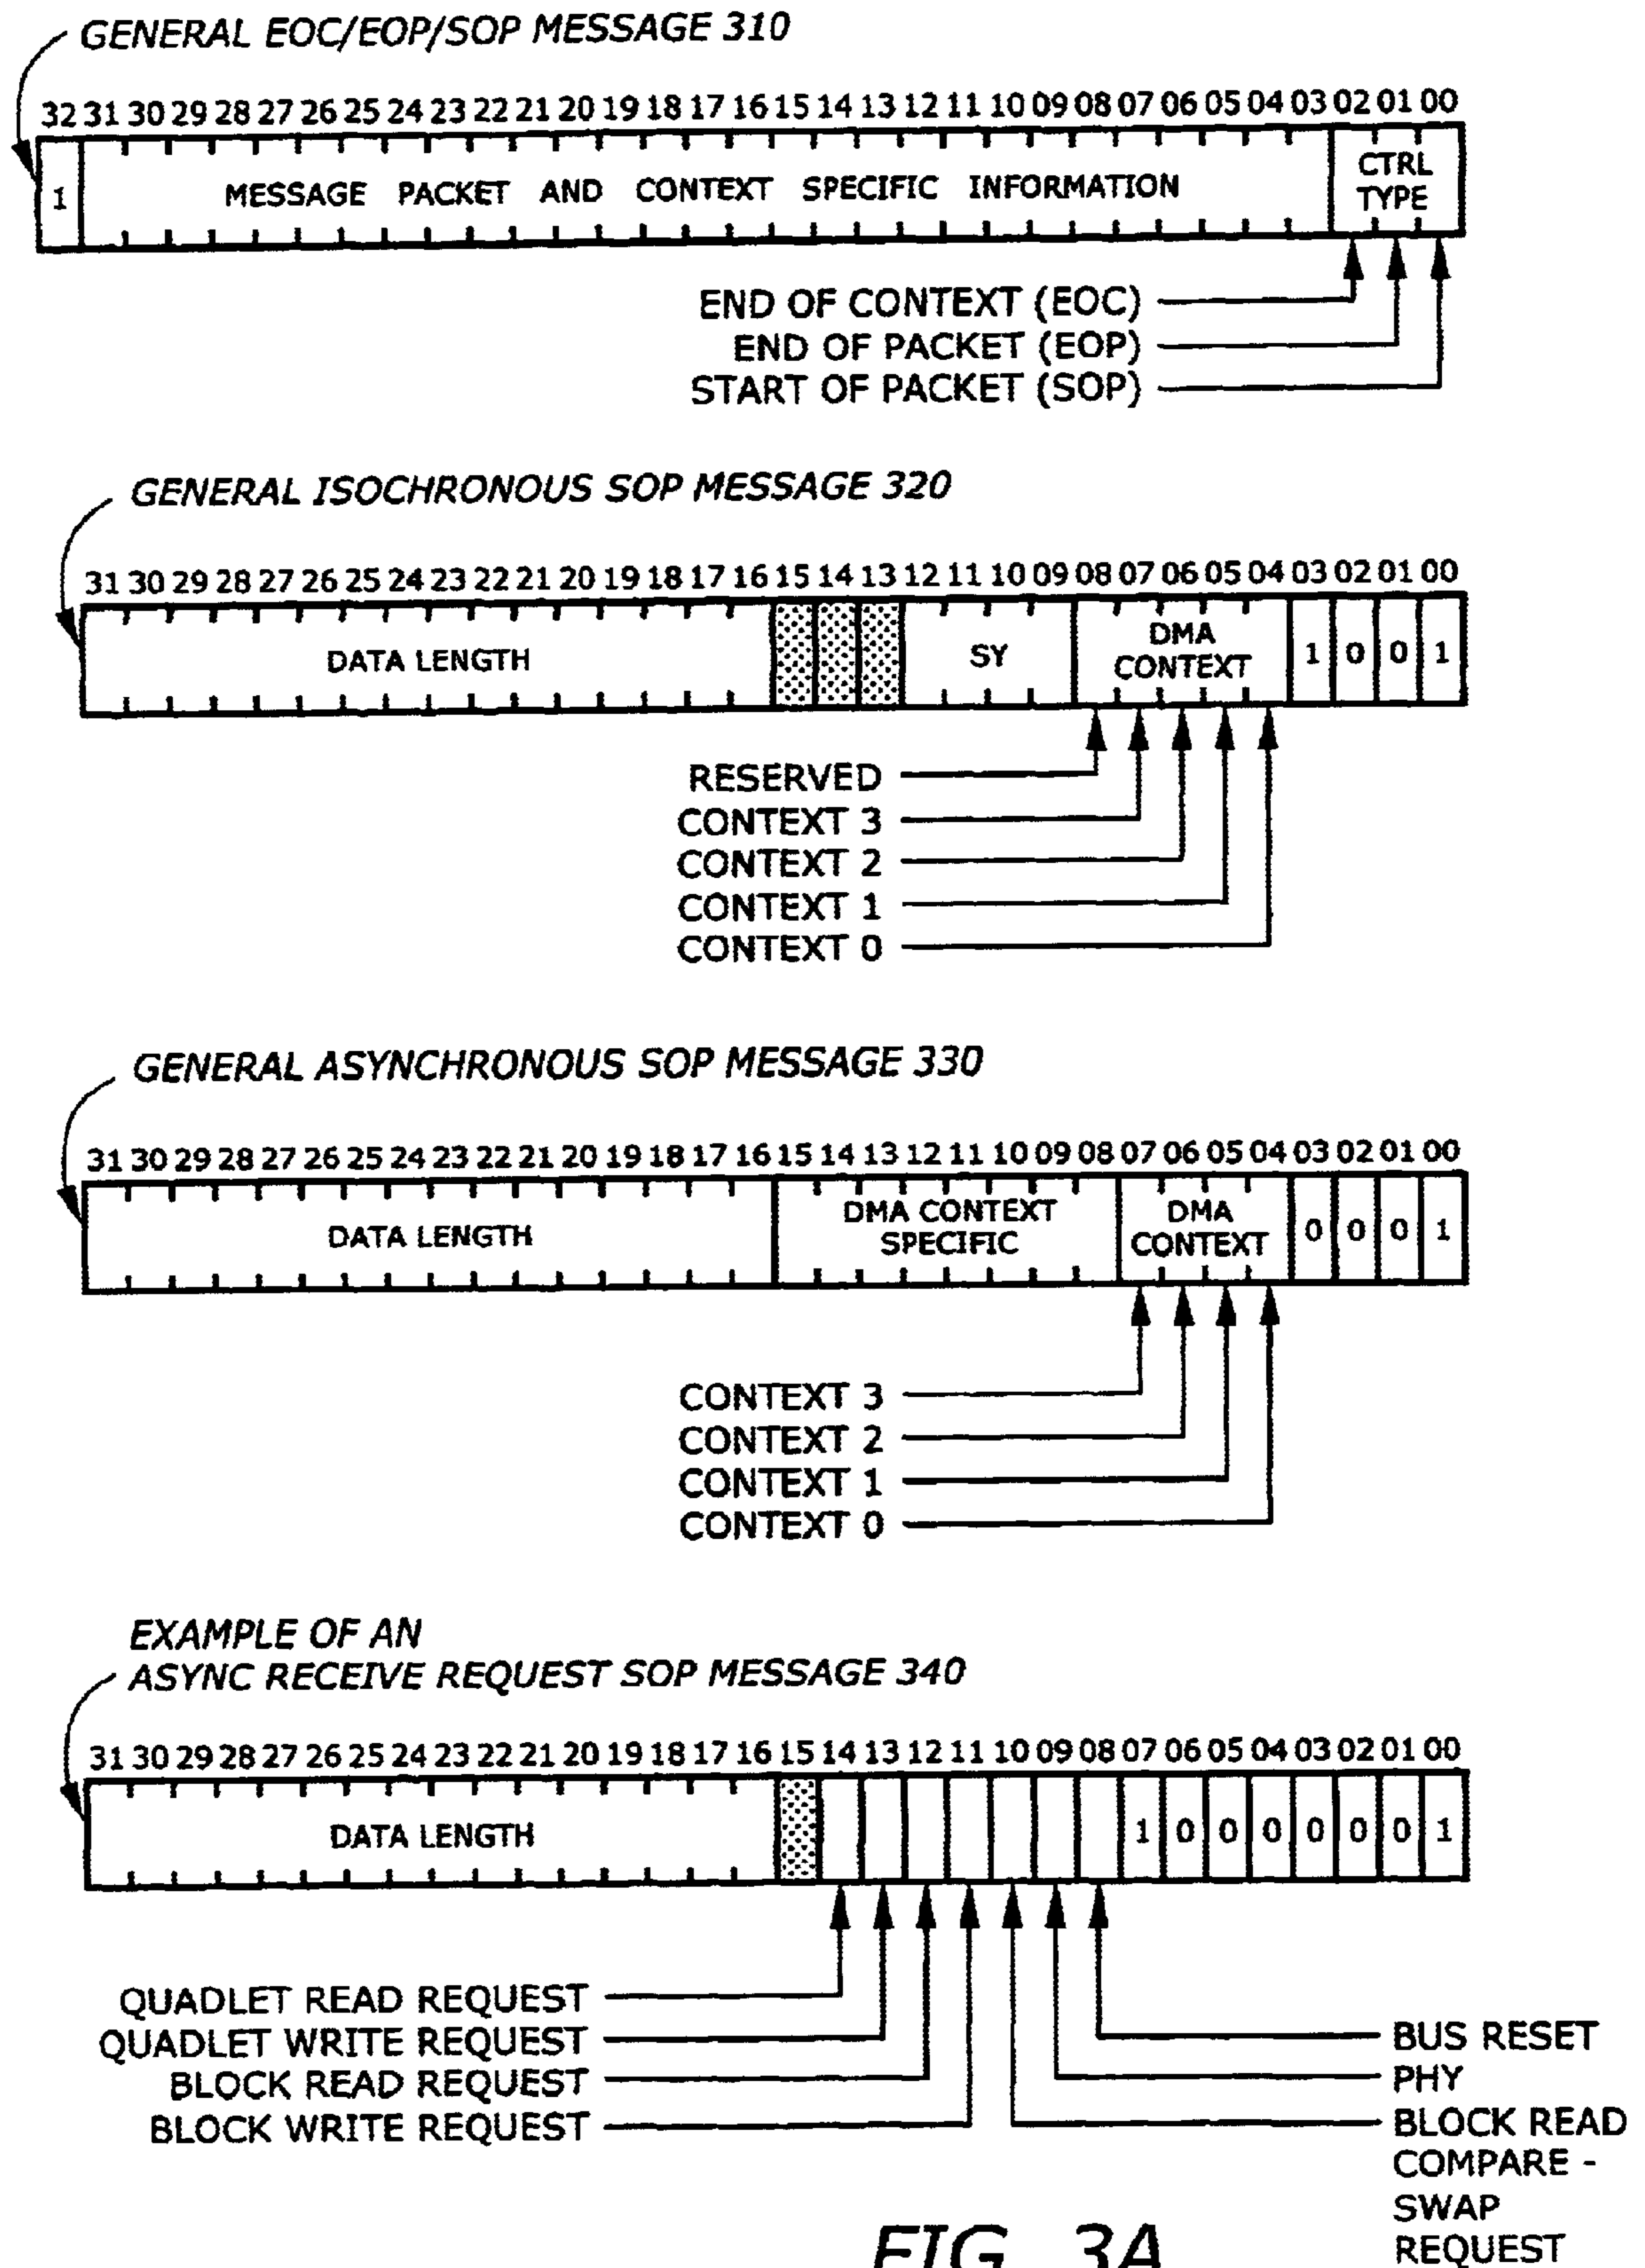 GENERAL EOC/EOP/SOP MESSAGE 310
32 31 30 29 28 27 26 25 24 23 22 21 20 19 18 17 16 15 14 13 12 11 10 09 08 07 06 05 04 03 02 01 00
1 MESSAGE PACKET AND CONTEXT SPECIFIC INFORMATION CTRL TYPE
END OF CONTEXT (EOC)
END OF PACKET (EOP)
START OF PACKET (SOP)
GENERAL ISOCHRONOUS SOP MESSAGE 320
31 30 29 28 27 26 25 24 23 22 21 20 19 18 17 16 15 14 13 12 11 10 09 08 07 06 05 04 03 02 01 00
DATA LENGTH SY DMA CONTEXT 1 0 0 1
RESERVED
CONTEXT 3
CONTEXT 2
CONTEXT 1
CONTEXT 0
GENERAL ASYNCHRONOUS SOP MESSAGE 330
31 30 29 28 27 26 25 24 23 22 21 20 19 18 17 16 15 14 13 12 11 10 09 08 07 06 05 04 03 02 01 00
DATA LENGTH DMA CONTEXT SPECIFIC DMA CONTEXT 0 0 0 1
CONTEXT 3
CONTEXT 2
CONTEXT 1
CONTEXT 0
EXAMPLE OF AN
ASYNC RECEIVE REQUEST SOP MESSAGE 340
31 30 29 28 27 26 25 24 23 22 21 20 19 18 17 16 15 14 13 12 11 10 09 08 07 06 05 04 03 02 01 00
DATA LENGTH 1 0 0 0 0 0 0 1
QUADLET READ REQUEST
QUADLET WRITE REQUEST
BLOCK READ REQUEST
BLOCK WRITE REQUEST
BUS RESET
PHY
BLOCK READ
COMPARE -
SWAP
REQUEST
FIG. 3A